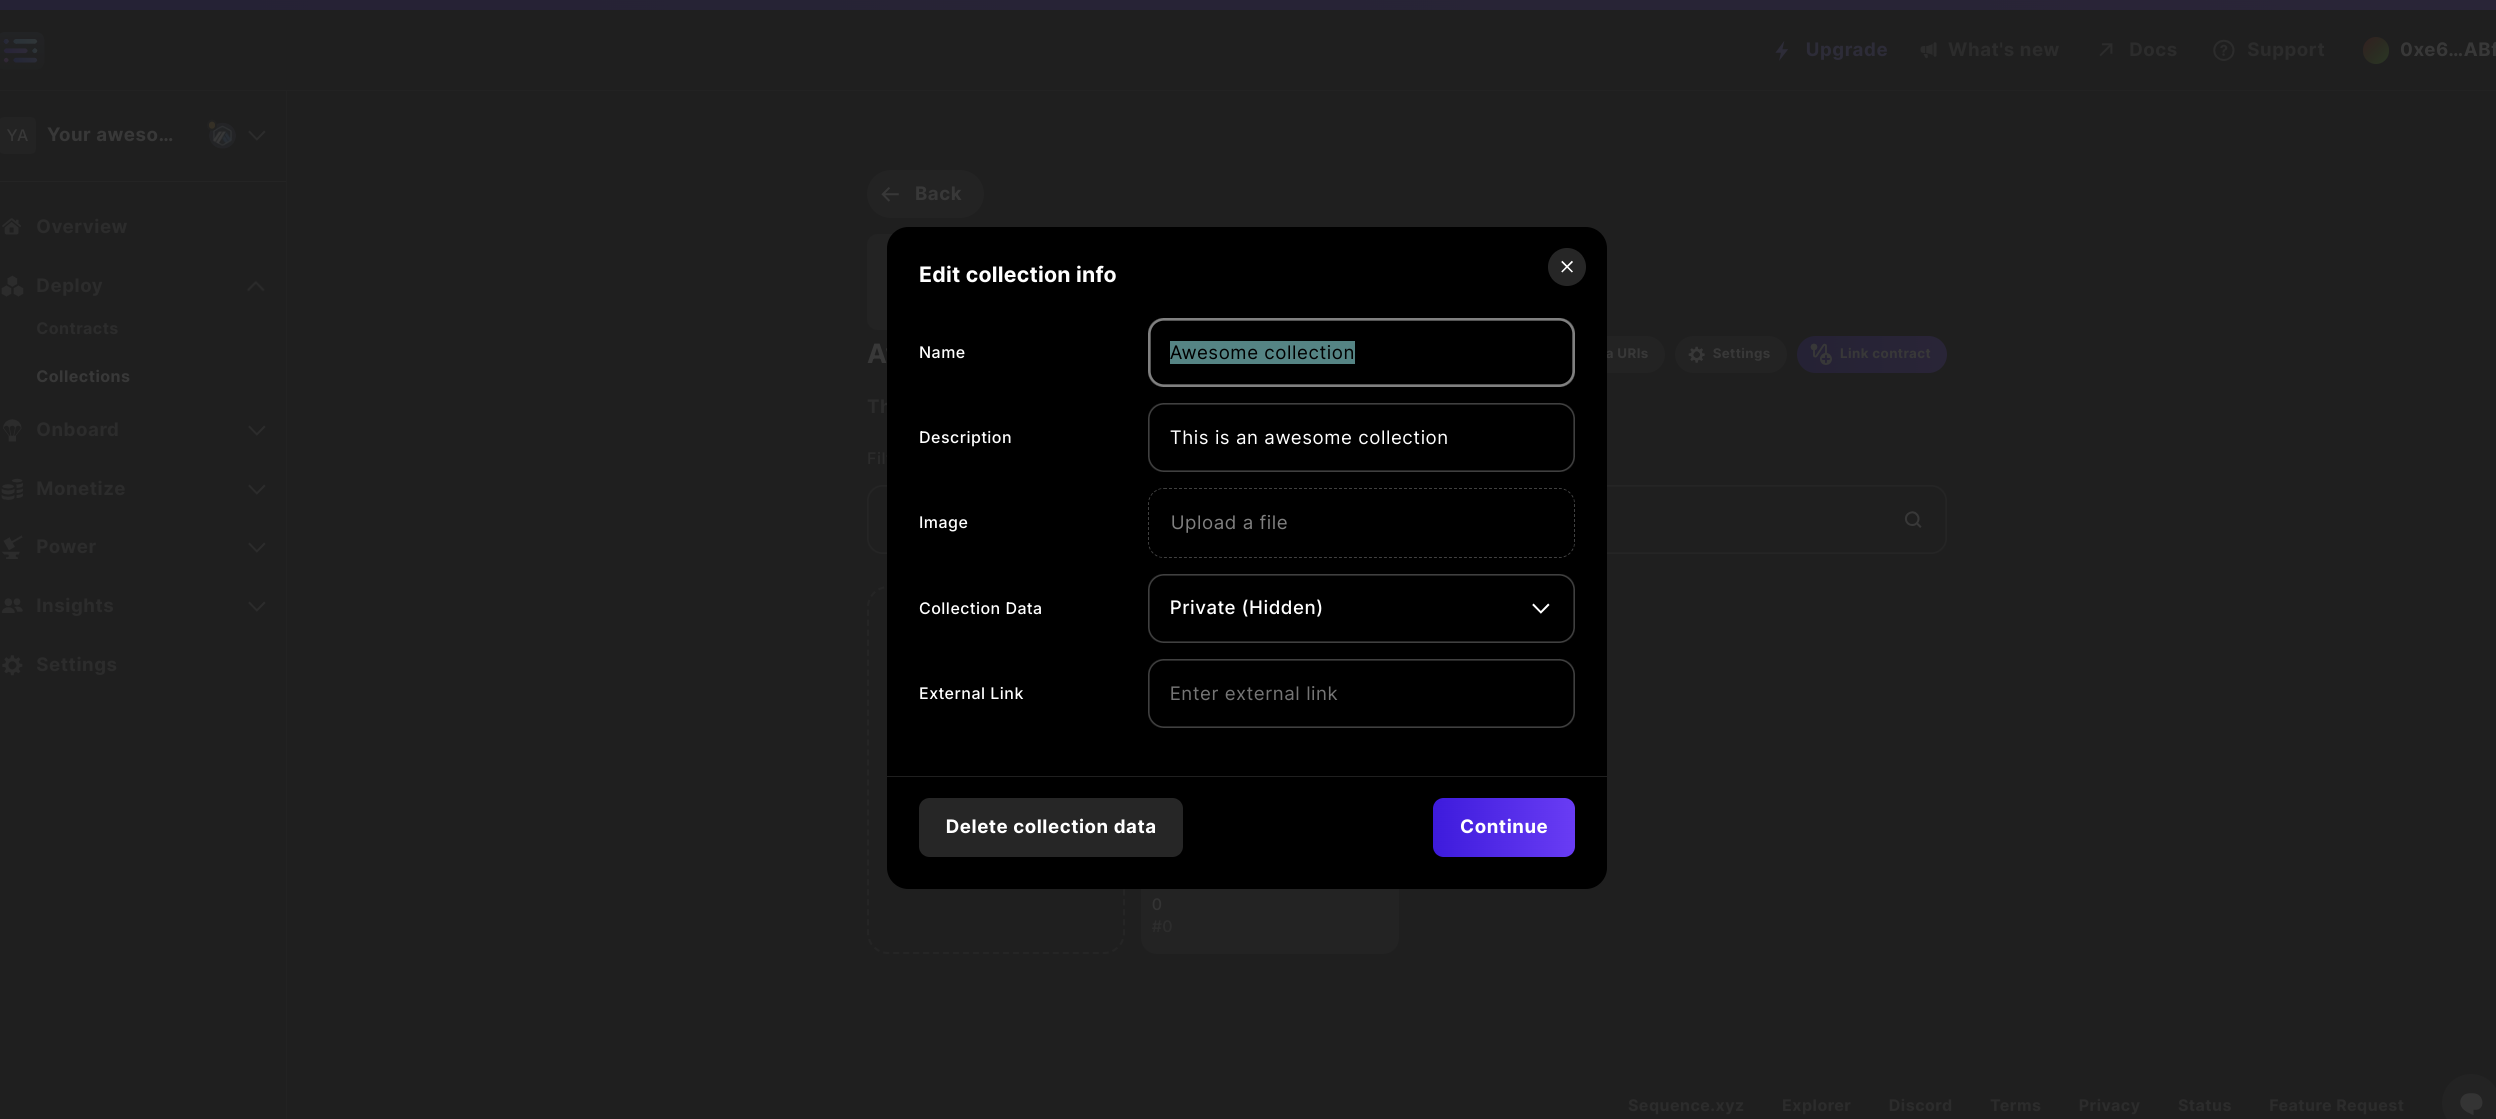 Upgrade
What's new
Docs
Support
0xe6...AB
YA
Your aweso...
Overview
Deploy
Contracts
Collections
Onboard
Monetize
Power
Insights
Settings
Back
Edit collection info
Name
Awesome collection
Description
This is an awesome collection
Image
Upload a file
Collection Data
Private (Hidden)
External Link
Enter external link
Delete collection data
Continue
URIs
Settings
Link contract
0
#0
Sequence.xyz
Explorer
Discord
Terms
Privacy
Status
Feature Request